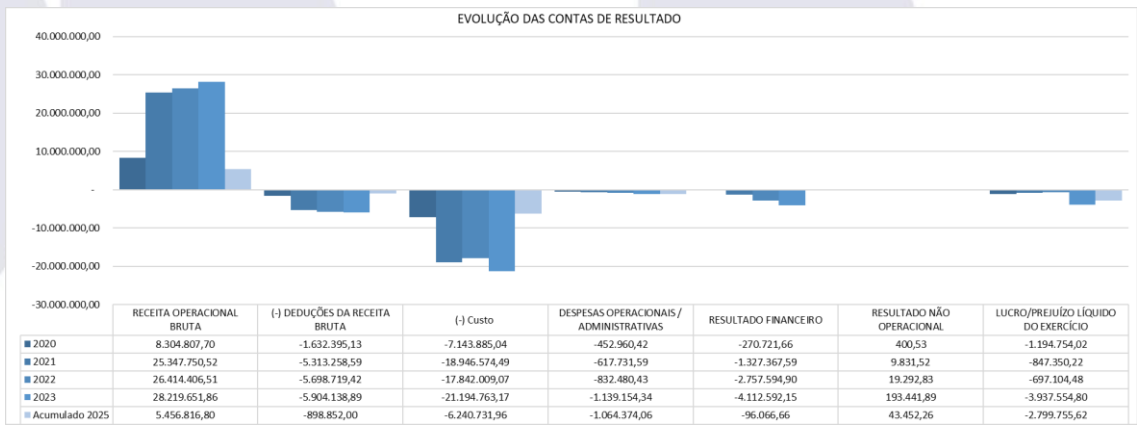 EVOLUÇÃO DAS CONTAS DE RESULTADO
40.000.000,00
30.000.000,00
20.000.000,00
10.000.000,00
-
-10.000.000,00
-20.000.000,00
-30.000.000,00
RECEITA OPERACIONAL BRUTA | (-) DEDUÇÕES DA RECEITA BRUTA | (-) Custo | DESPESAS OPERACIONAIS / ADMINISTRATIVAS | RESULTADO FINANCEIRO | RESULTADO NÃO OPERACIONAL | LUCRO/PREJUÍZO LÍQUIDO DO EXERCÍCIO
2020 | 8.304.807,70 | -1.632.395,13 | -7.143.885,04 | -452.960,42 | -270.721,66 | 400,53 | -1.194.754,02
2021 | 25.347.750,52 | -5.313.258,59 | -18.946.574,49 | -617.731,59 | -1.327.367,59 | 9.831,52 | -847.350,22
2022 | 26.414.406,51 | -5.698.719,42 | -17.842.009,07 | -832.480,43 | -2.757.594,90 | 19.292,83 | -697.104,48
2023 | 28.219.651,86 | -5.904.138,89 | -21.194.763,17 | -1.139.154,34 | -4.112.592,15 | 193.441,89 | -3.937.554,80
Acumulado 2025 | 5.456.816,80 | -898.852,00 | -6.240.731,96 | -1.064.374,06 | -96.066,66 | 43.452,26 | -2.799.755,62